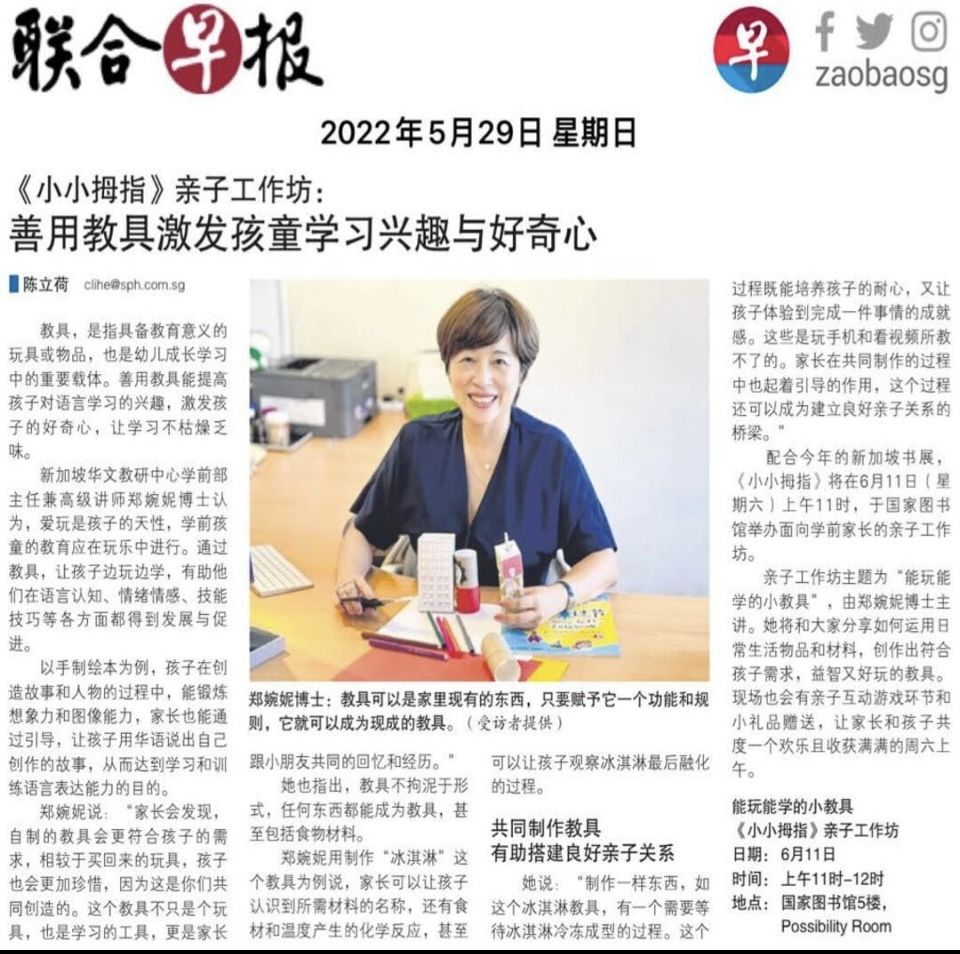 联合早报
早
zaobaosg
2022年5月29日 星期日
《小小拇指》亲子工作坊：
善用教具激发孩童学习兴趣与好奇心
陈立荷 clihe@sph.com.sg
教具，是指具备教育意义的
玩具或物品，也是幼儿成长学习
中的重要载体。善用教具能提高
孩子对语言学习的兴趣，激发孩
子的好奇心，让学习不枯燥乏
味。
新加坡华文教研中心学前部
主任兼高级讲师郑婉妮博士认
为，爱玩是孩子的天性，学前孩
童的教育应在玩乐中进行。通过
教具，让孩子边玩边学，有助他
们在语言认知、情绪情感、技能
技巧等各方面都得到发展与促
进。
以手制绘本为例，孩子在创
造故事和人物的过程中，能锻炼
想象力和图像能力，家长也能通
过引导，让孩子用华语说出自己
创作的故事，从而达到学习和训
练语言表达能力的目的。
郑婉妮说：“家长会发现，
自制的教具会更符合孩子的需
求，相较于买回来的玩具，孩子
也会更加珍惜，因为这是你们共
同创造的。这个教具不只是个玩
具，也是学习的工具，更是家长
郑婉妮博士：教具可以是家里现有的东西，只要赋予它一个功能和规
则，它就可以成为现成的教具。（受访者提供）
跟小朋友共同的回忆和经历。”
她也指出，教具不拘泥于形
式，任何东西都能成为教具，甚
至包括食物材料。
郑婉妮用制作“冰淇淋”这
个教具为例说，家长可以让孩子
认识到所需材料的名称，还有食
材和温度产生的化学反应，甚至
可以让孩子观察冰淇淋最后融化
的过程。
共同制作教具
有助搭建良好亲子关系
她说：“制作一样东西，如
这个冰淇淋教具，有一个需要等
待冰淇淋冷冻成型的过程。这个
过程既能培养孩子的耐心，又让
孩子体验到完成一件事情的成就
感。这些是玩手机和看视频所教
不了的。家长在共同制作的过程
中也起着引导的作用，这个过程
还可以成为建立良好亲子关系的
桥梁。”
配合今年的新加坡书展，
《小小拇指》将在6月11日（星
期六）上午11时，于国家图书
馆举办面向学前家长的亲子工作
坊。
亲子工作坊主题为“能玩能
学的小教具”，由郑婉妮博士主
讲。她将和大家分享如何运用日
常生活物品和材料，创作出符合
孩子需求，益智又好玩的教具。
现场也会有亲子互动游戏环节和
小礼品赠送，让家长和孩子共
度一个欢乐且收获满满的周六上
午。
能玩能学的小教具
《小小拇指》亲子工作坊
日期：6月11日
时间：上午11时-12时
地点：国家图书馆5楼，
Possibility Room